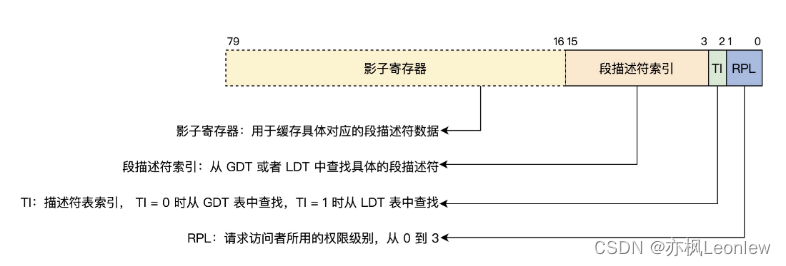 79 16 15 3 2 1 0
影子寄存器 段描述符索引 TI RPL
影子寄存器：用于缓存具体对应的段描述符数据
段描述符索引：从 GDT 或者 LDT 中查找具体的段描述符
TI：描述符表索引， TI = 0 时从 GDT 表中查找，TI = 1 时从 LDT 表中查找
RPL：请求访问者所用的权限级别，从 0 到 3
CSDN @亦枫Leonlew